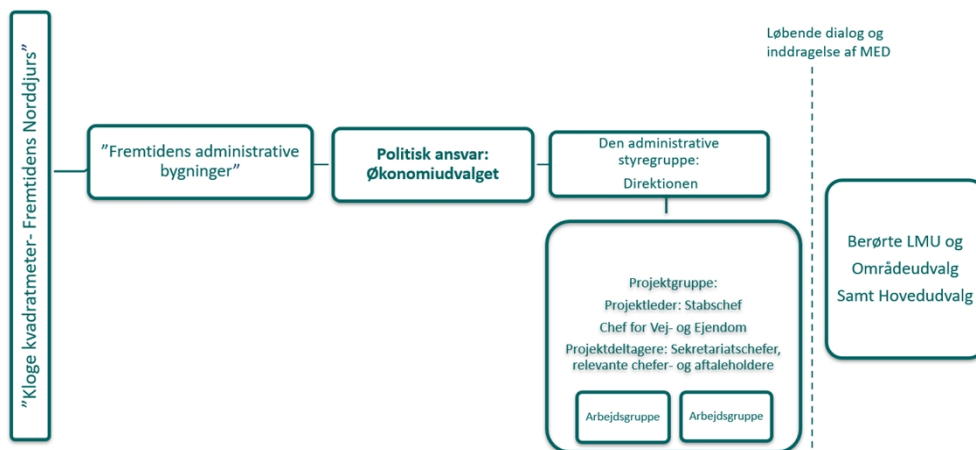 "Kloge kvadratmeter- Fremtidens Norddjurs"
"Fremtidens administrative
bygninger"
Politisk ansvar:
Økonomiudvalget
Den administrative
styregruppe:
Direktionen
Projektgruppe:
Projektleder: Stabschef
Chef for Vej- og Ejendom
Projektdeltagere: Sekretariatschefer,
relevante chefer- og aftaleholdere
Arbejdsgruppe
Arbejdsgruppe
Løbende dialog og
inddragelse af MED
Berørte LMU og
Områdeudvalg
Samt Hovedudvalg